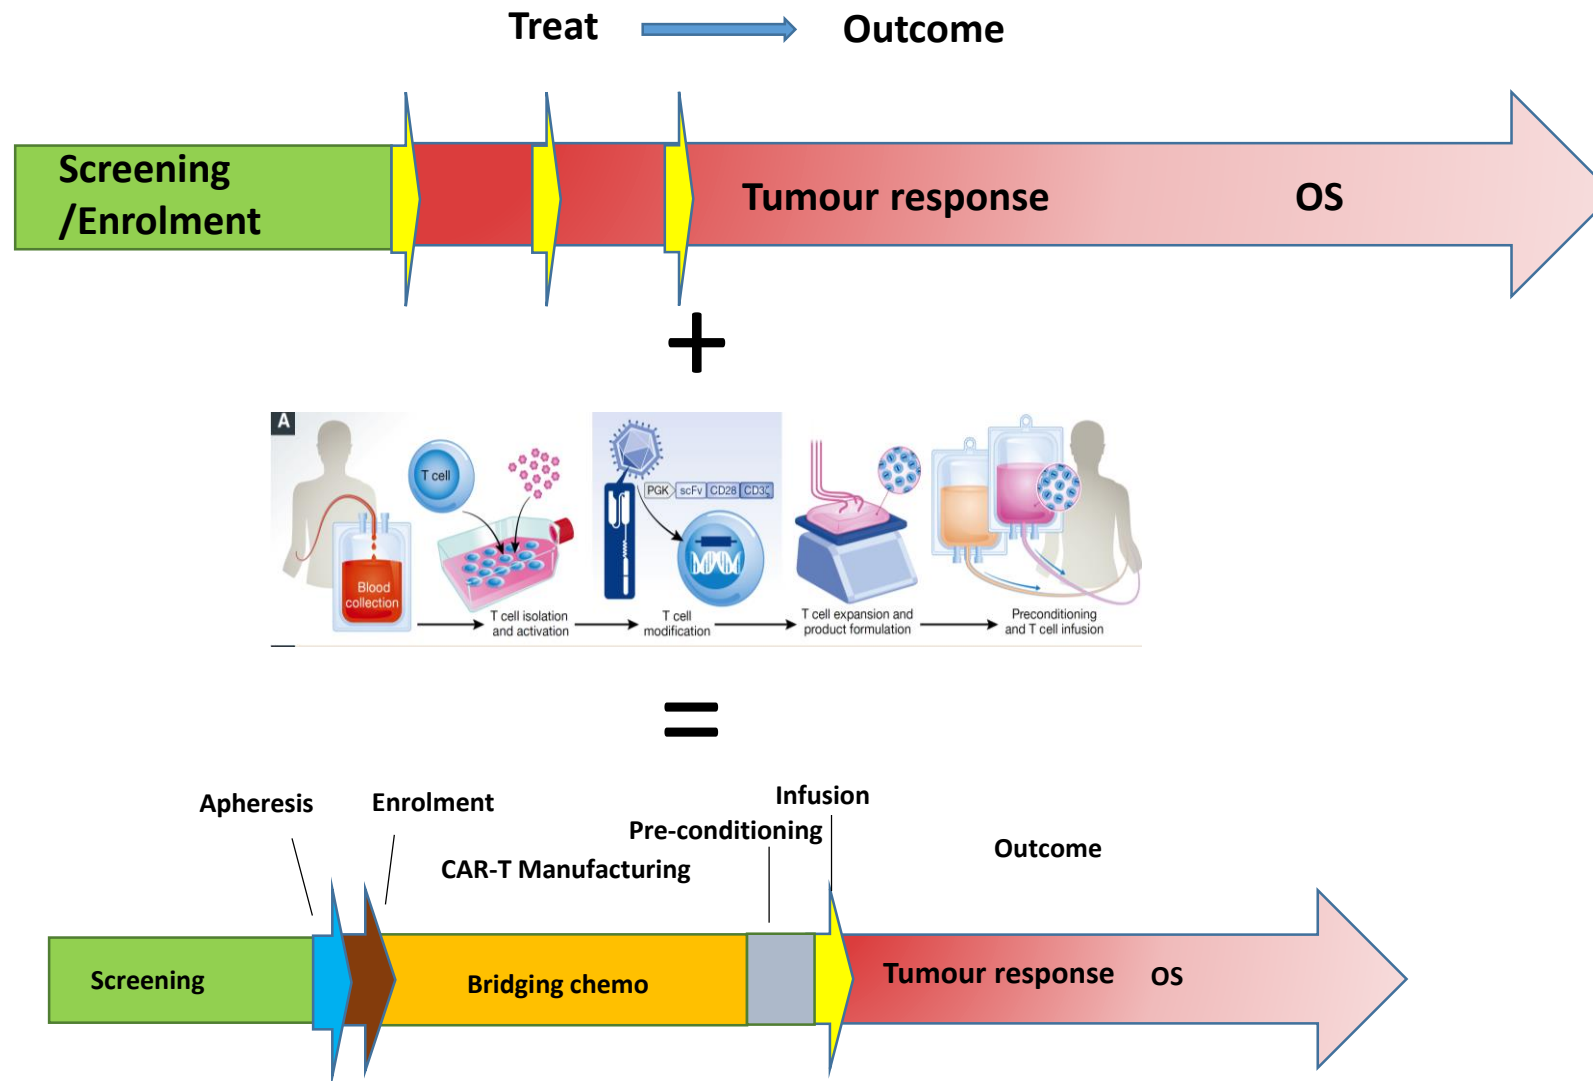 Treat
Outcome
Screening
/Enrolment
Tumour response
OS
+
A
T cell
Blood
collection
PGK
scFv
CD28
CD3ζ
T cell isolation
and activation
T cell
modification
T cell expansion and
product formulation
Preconditioning
and T cell infusion
=
Apheresis
Enrolment
Infusion
Pre-conditioning
CAR-T Manufacturing
Outcome
Screening
Bridging chemo
Tumour response
OS